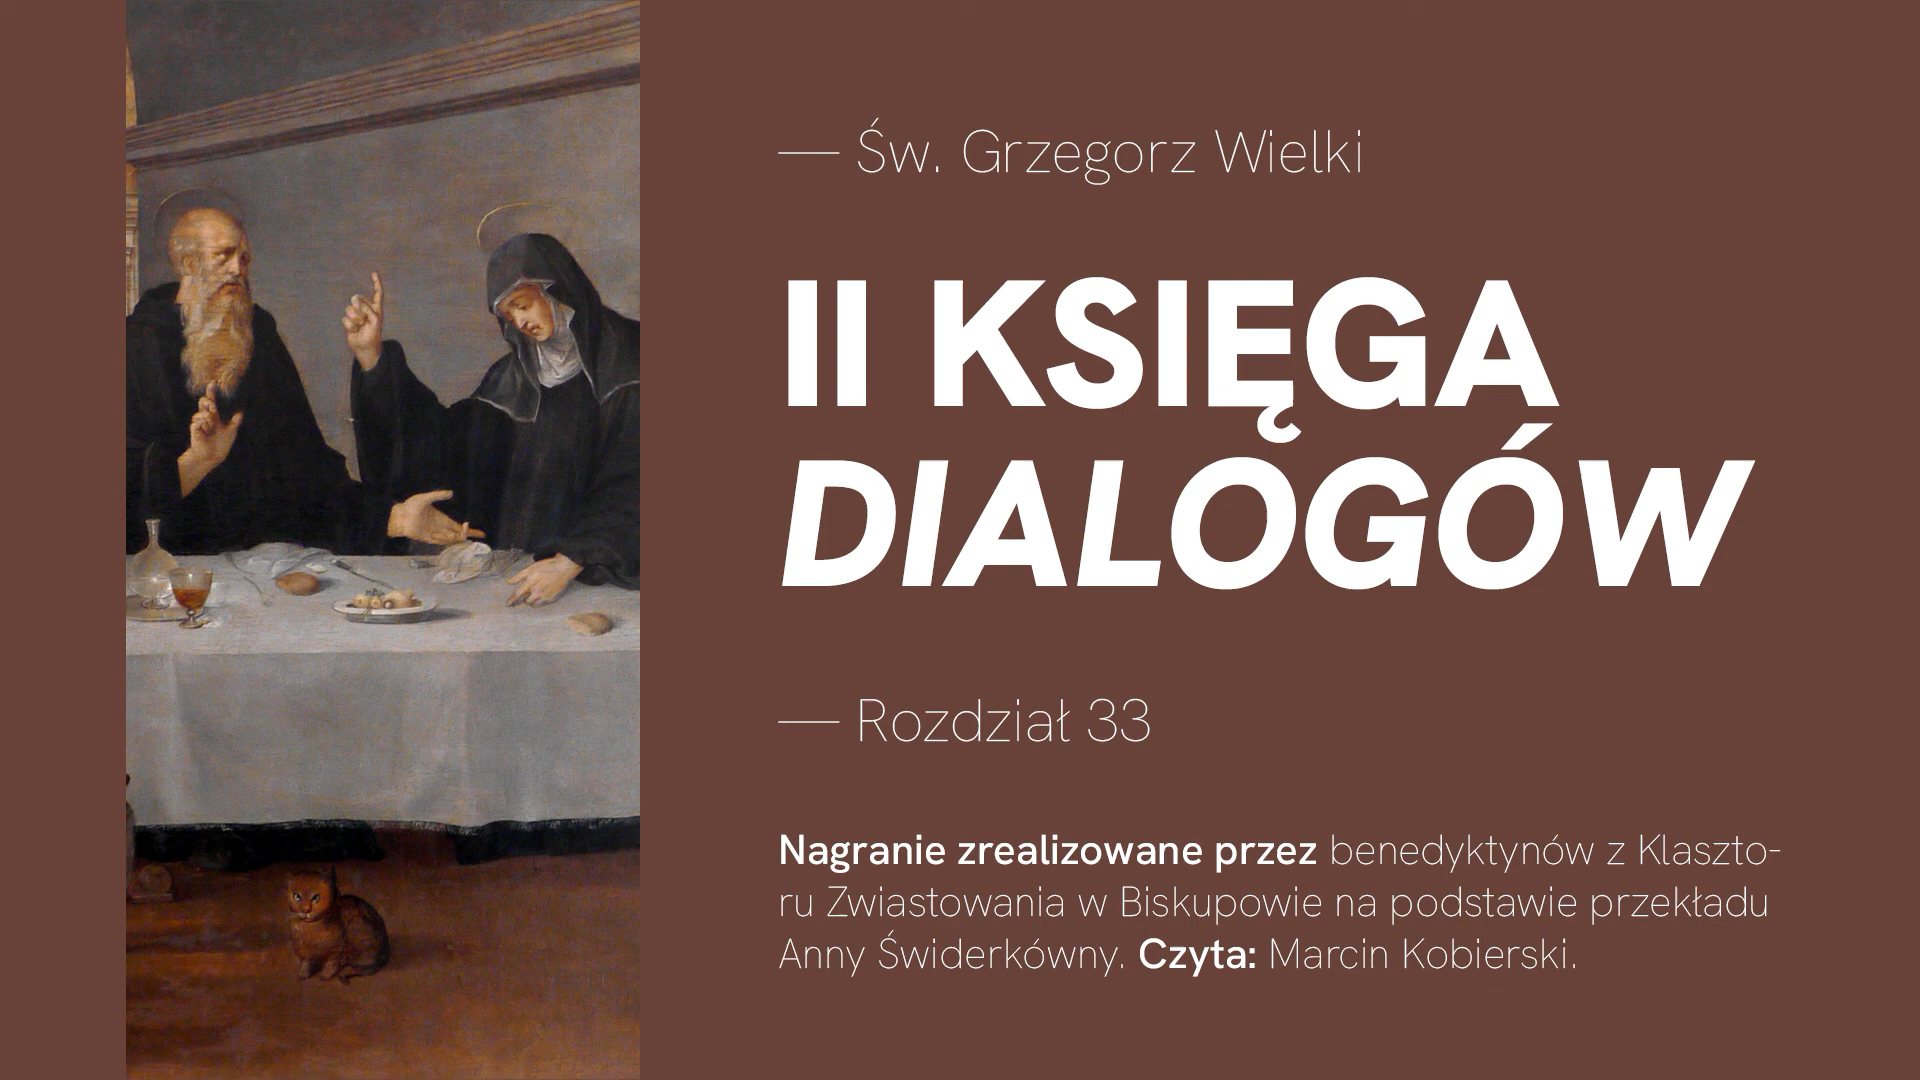 — Św. Grzegorz Wielki
II KSIĘGA
DIALOGÓW
— Rozdział 33
Nagranie zrealizowane przez benedyktynów z Klaszto-
ru Zwiastowania w Biskupowie na podstawie przekładu
Anny Świderkówny. Czyta: Marcin Kobierski.